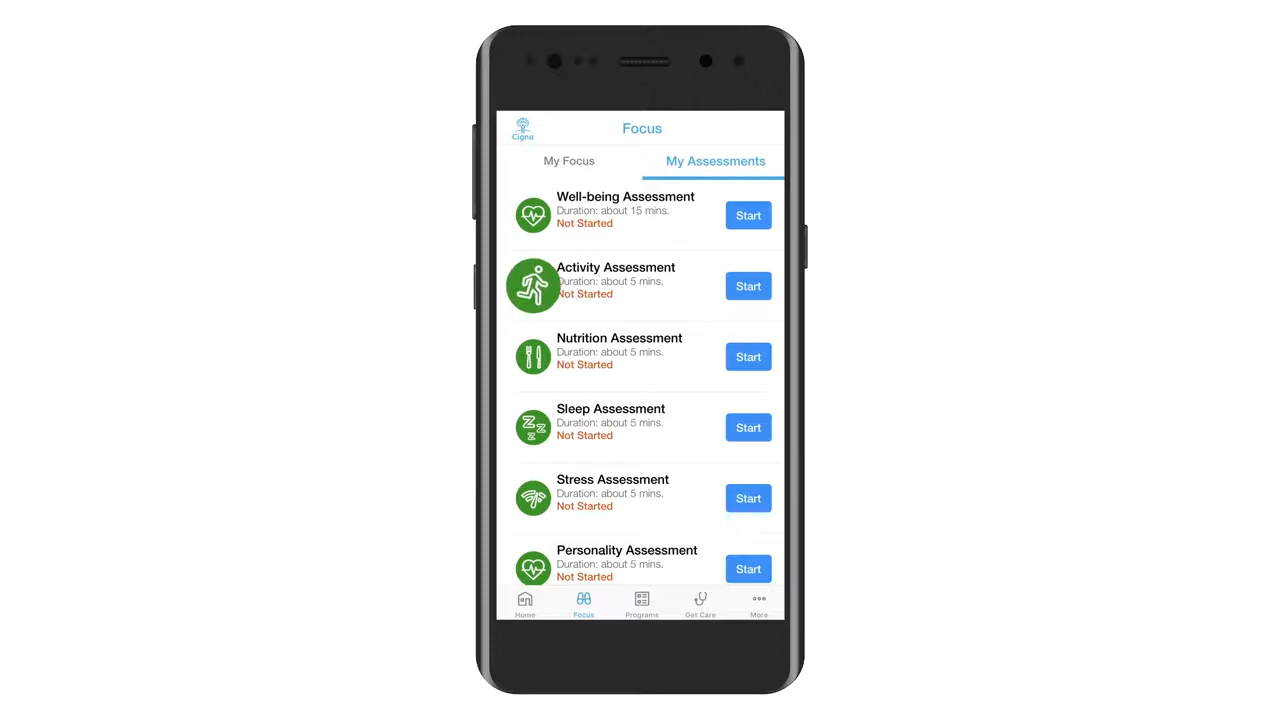 Cigna
Focus
My Focus
My Assessments
Well-being Assessment
Duration: about 15 mins.
Not Started
Start
Activity Assessment
Duration: about 5 mins.
Not Started
Start
Nutrition Assessment
Duration: about 5 mins.
Not Started
Start
Sleep Assessment
Duration: about 5 mins.
Not Started
Start
Stress Assessment
Duration: about 5 mins.
Not Started
Start
Personality Assessment
Duration: about 5 mins.
Not Started
Start
Home
Focus
Programs
Get Care
More